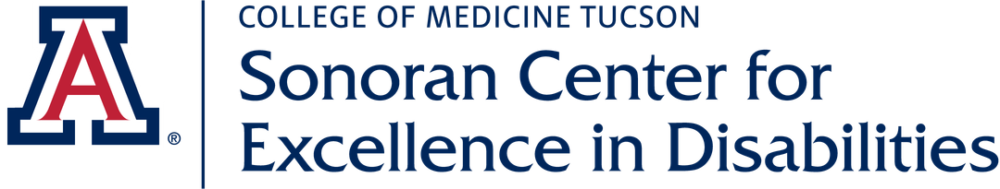 A®
COLLEGE OF MEDICINE TUCSON
Sonoran Center for
Excellence in Disabilities